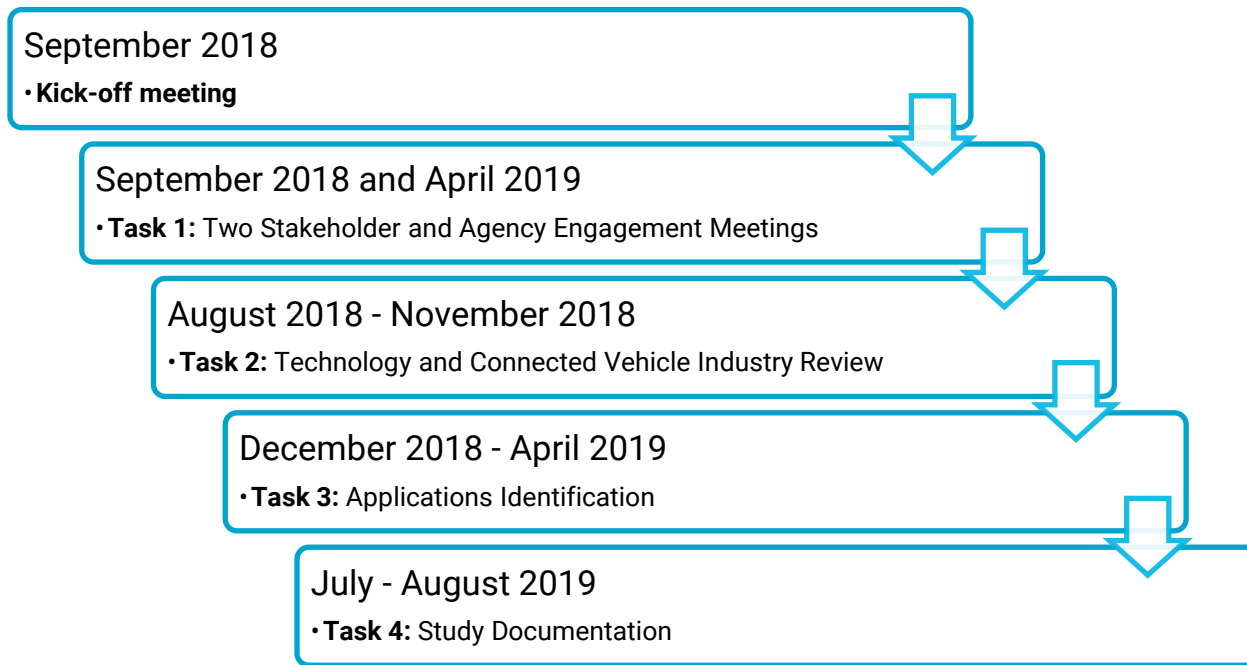 September 2018
• Kick-off meeting
September 2018 and April 2019
• Task 1: Two Stakeholder and Agency Engagement Meetings
August 2018 - November 2018
• Task 2: Technology and Connected Vehicle Industry Review
December 2018 - April 2019
• Task 3: Applications Identification
July - August 2019
• Task 4: Study Documentation